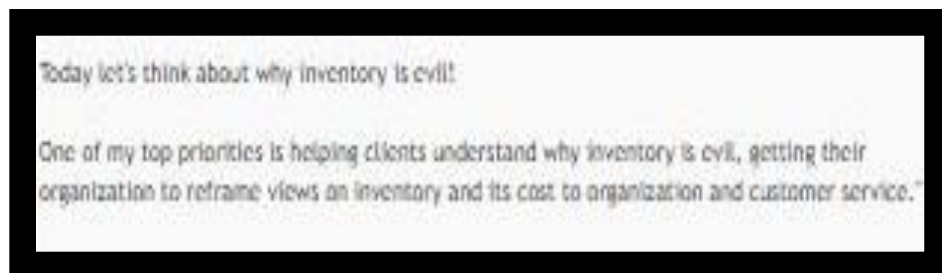 Today let's think about why inventory is evil!
One of my top priorities is helping clients understand why inventory is evil, getting their
organization to reframe views on inventory and its cost to organization and customer service."